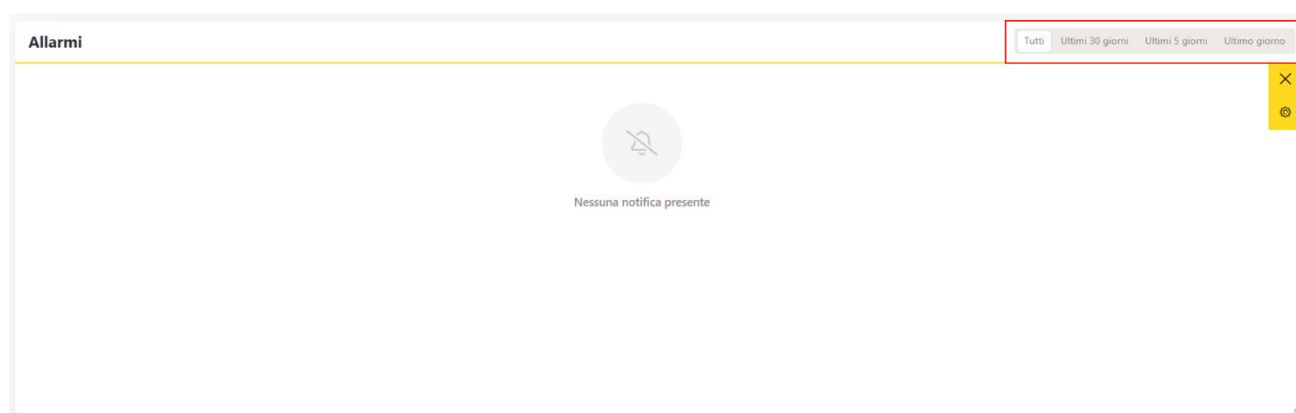 Allarmi
Tutti Ultimi 30 giorni Ultimi 5 giorni Ultimo giorno
Nessuna notifica presente